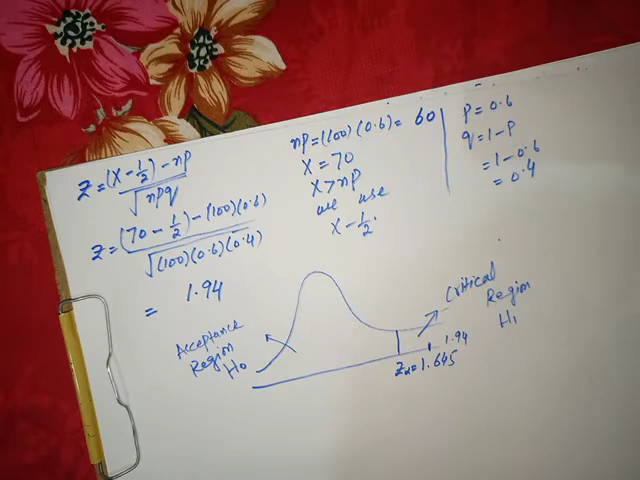 Z = (X - 1/2) - np / √npq
Z = (70 - 1/2) - (100)(0.6) / √(100)(0.6)(0.4)
= 1.94
np = (100)(0.6) = 60
X = 70
X > np
we use
X - 1/2.
P = 0.6
q = 1 - P
= 1 - 0.6
= 0.4
Acceptance
Region
H0
Critical
Region
H1
1.94
Zα = 1.645